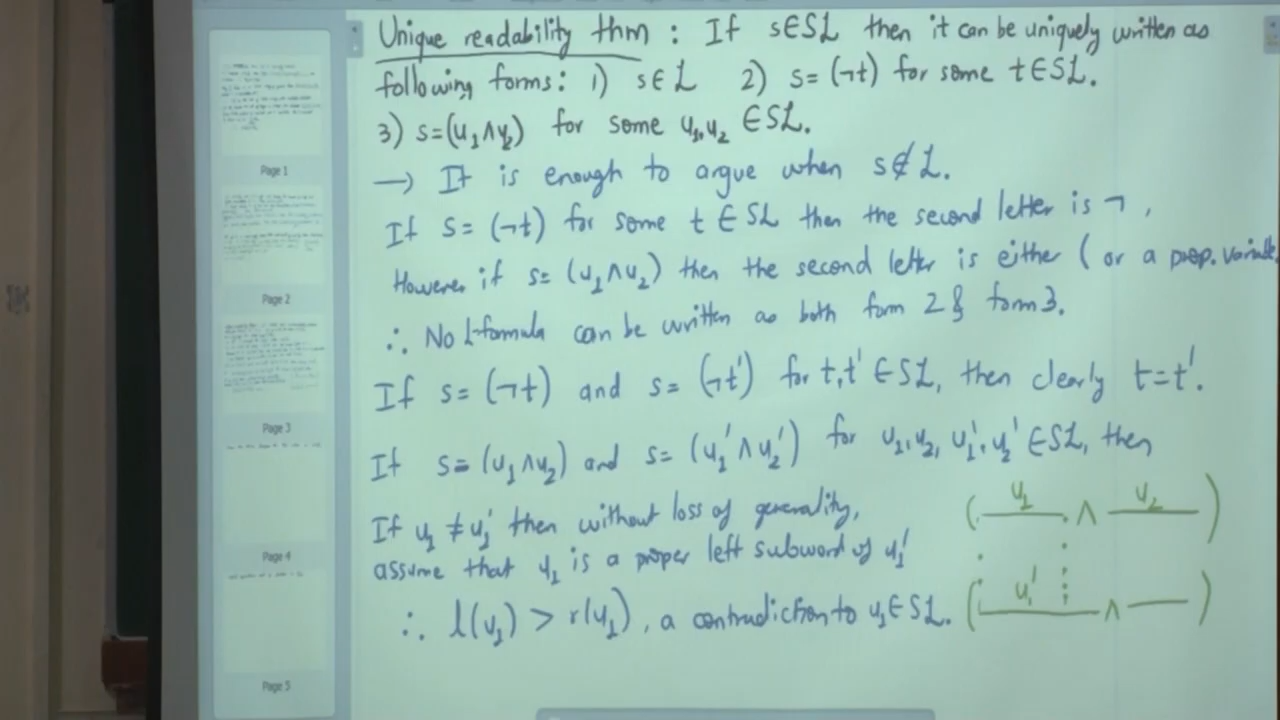 Unique readability thm : If s∈SL then it can be uniquely written as
following forms: 1) s∈L 2) s=(¬t) for some t∈SL.
3) s=(u₁∧u₂) for some u₁,u₂ ∈SL.
→ It is enough to argue when s∉L.
If s=(¬t) for some t∈SL then the second letter is ¬,
However if s=(u₁∧u₂) then the second letter is either ( or a prop. variable
∴ No L-formula can be written as both form 2 & form 3.
If s=(¬t) and s=(¬t′) for t,t′∈SL, then clearly t=t′.
If s=(u₁∧u₂) and s=(u₁′∧u₂′) for u₁,u₂,u₁′,u₂′∈SL, then
If u₁≠u₁′ then without loss of generality,
assume that u₁ is a proper left subword of u₁′
∴ l(u₁) > r(u₁), a contradiction to u₁∈SL.
( u₁ ∧ u₂ )
( u₁′ ∧ )
Page 1
Page 2
Page 3
Page 4
Page 5